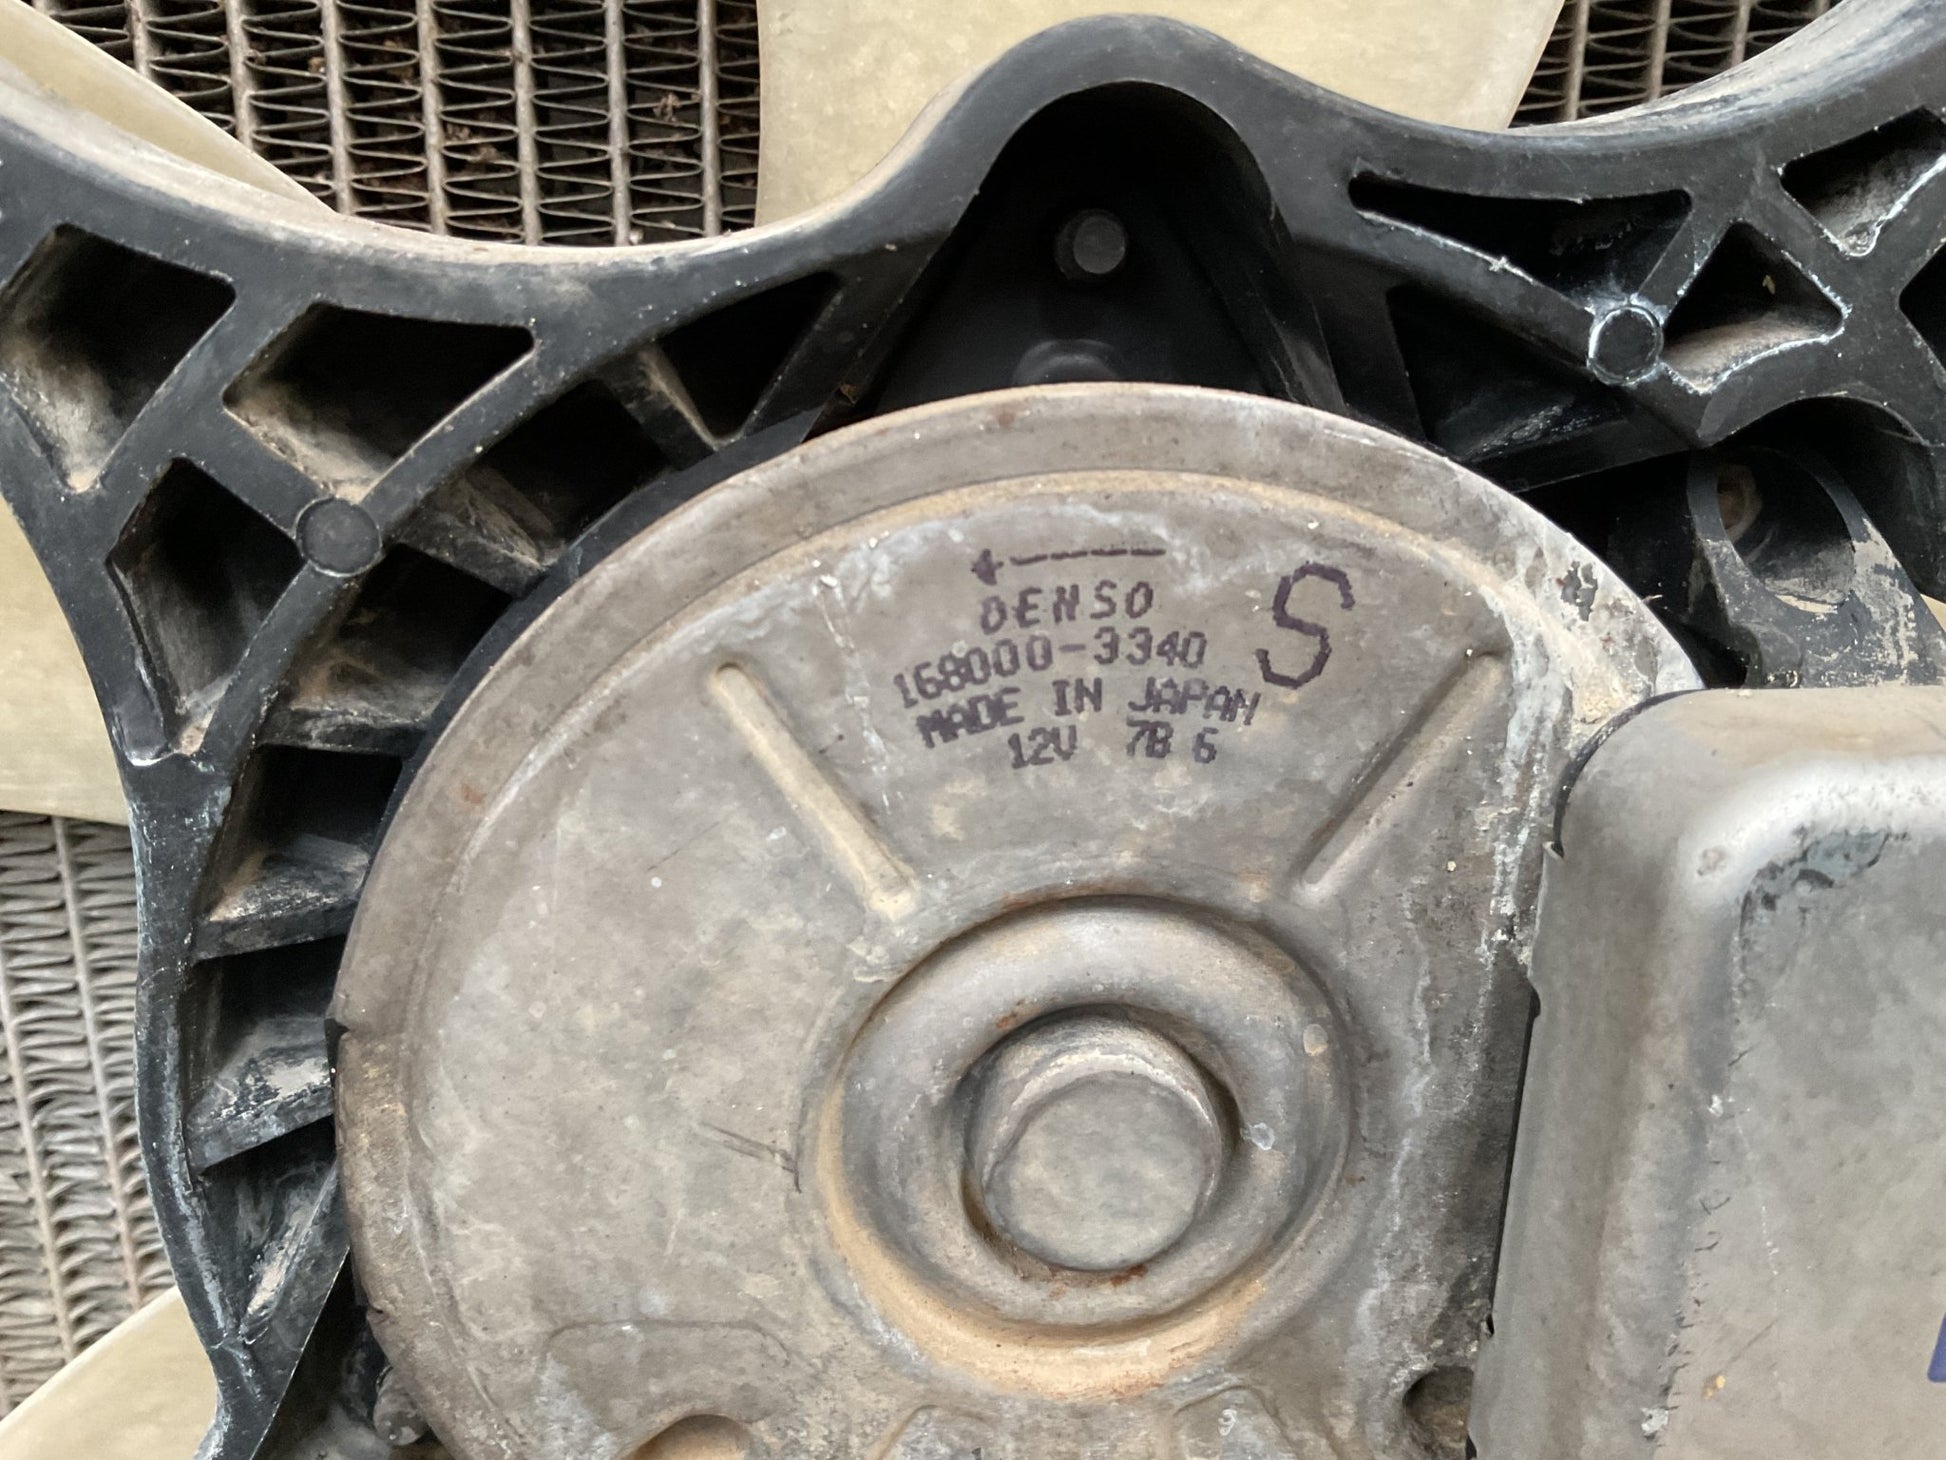 DENSO
S
168000-3340
MADE IN JAPAN
12V 7B 6